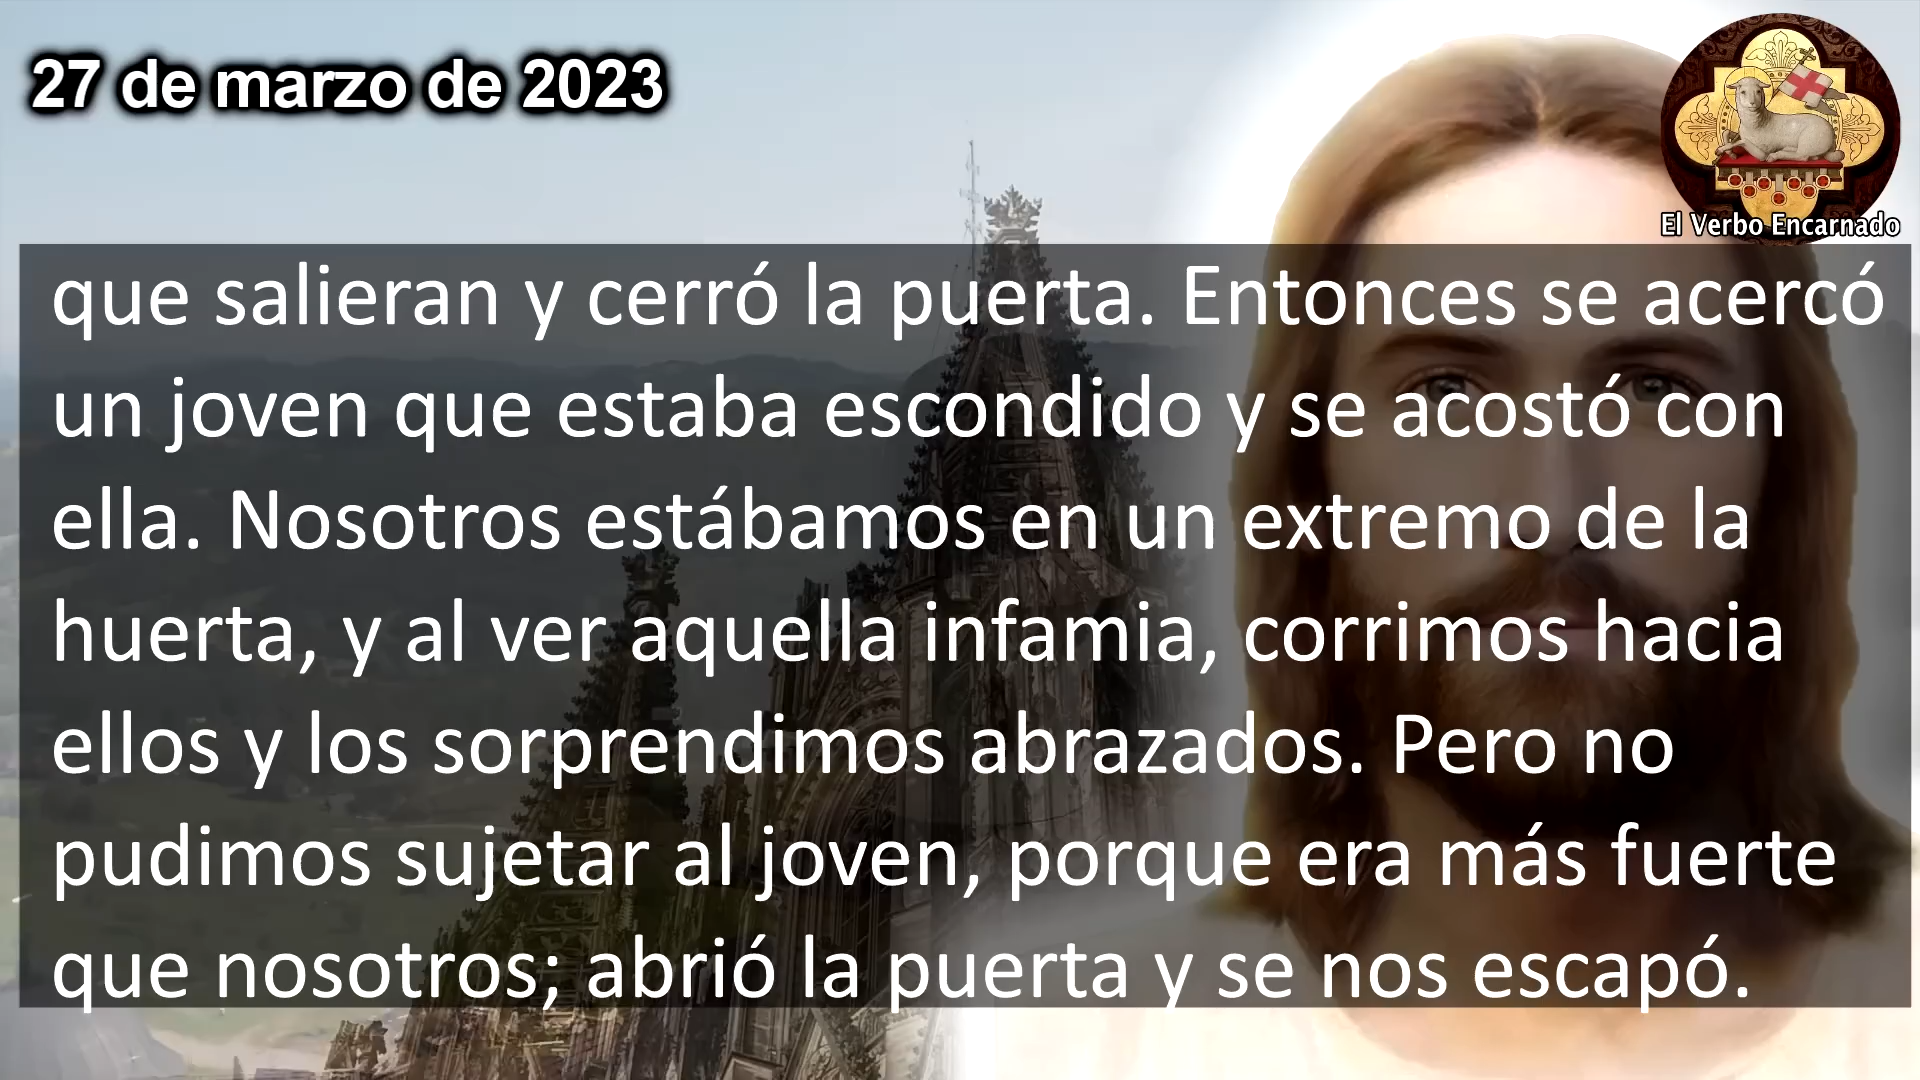 27 de marzo de 2023
El Verbo Encarnado
que salieran y cerró la puerta. Entonces se acercó
un joven que estaba escondido y se acostó con
ella. Nosotros estábamos en un extremo de la
huerta, y al ver aquella infamia, corrimos hacia
ellos y los sorprendimos abrazados. Pero no
pudimos sujetar al joven, porque era más fuerte
que nosotros; abrió la puerta y se nos escapó.